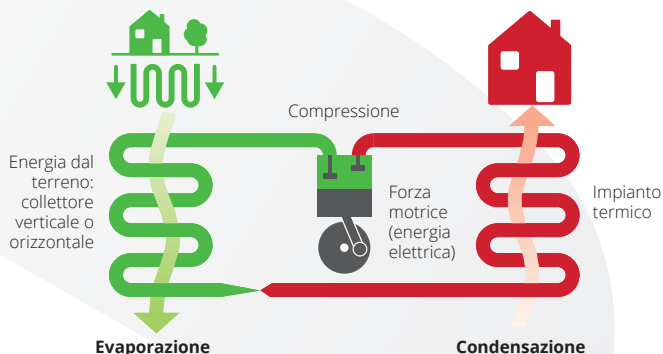 Compressione
Energia dal
terreno:
collettore
verticale o
orizzontale
Forza
motrice
(energia
elettrica)
Impianto
termico
Evaporazione
Condensazione